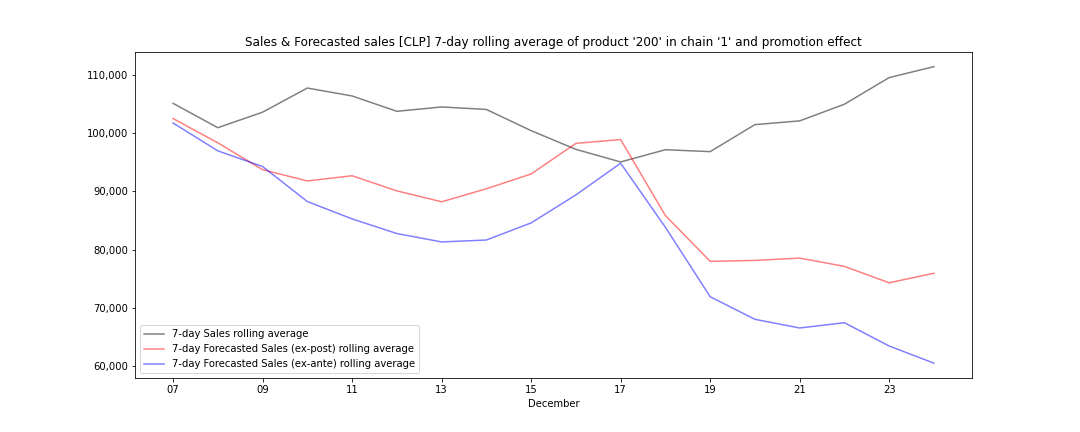 Sales & Forecasted sales [CLP] 7-day rolling average of product '200' in chain '1' and promotion effect
110,000
100,000
90,000
80,000
70,000
60,000
7-day Sales rolling average
7-day Forecasted Sales (ex-post) rolling average
7-day Forecasted Sales (ex-ante) rolling average
07 09 11 13 15 17 19 21 23
December